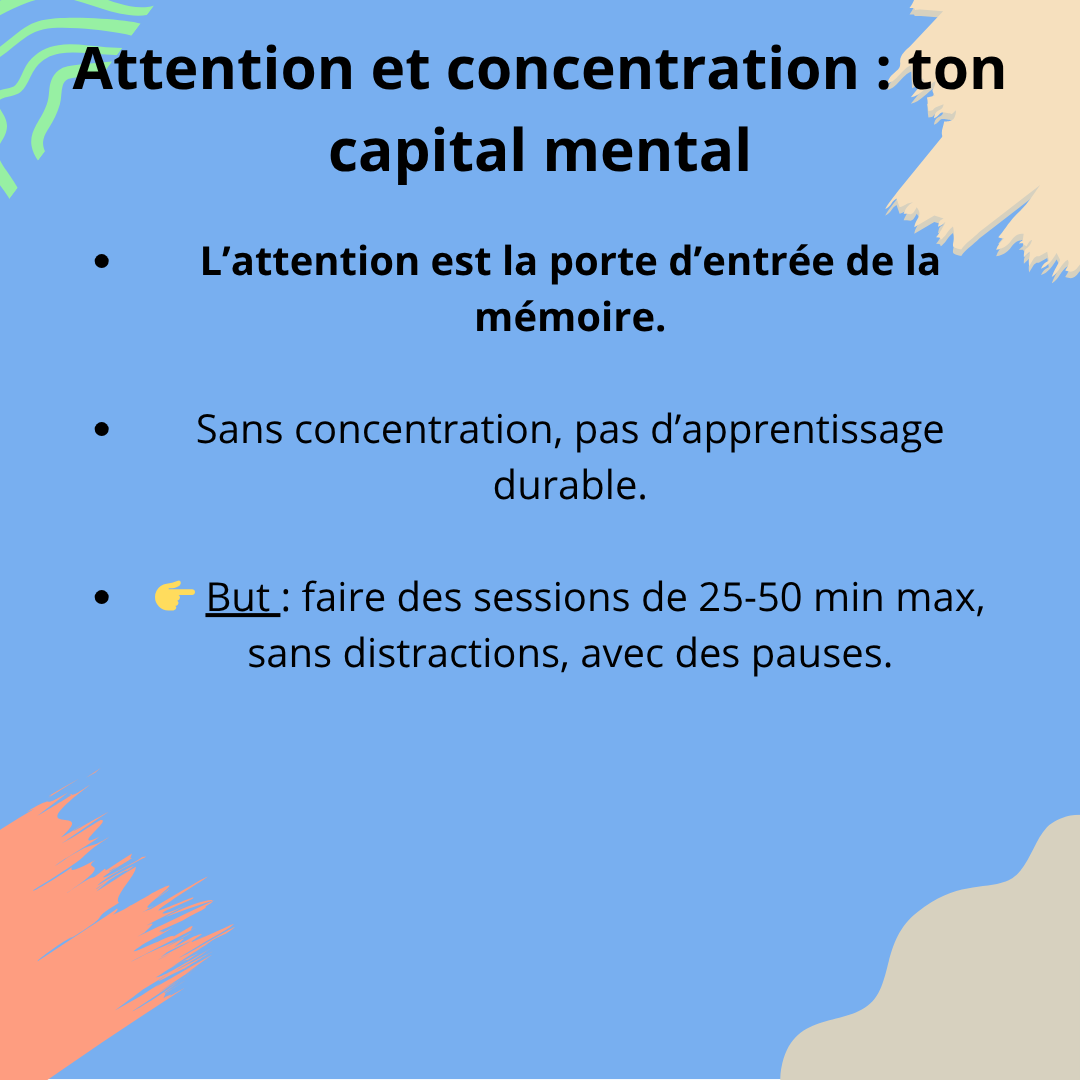 Attention et concentration : ton
capital mental
• L’attention est la porte d’entrée de la
mémoire.
• Sans concentration, pas d’apprentissage
durable.
• 👉 But : faire des sessions de 25-50 min max,
sans distractions, avec des pauses.